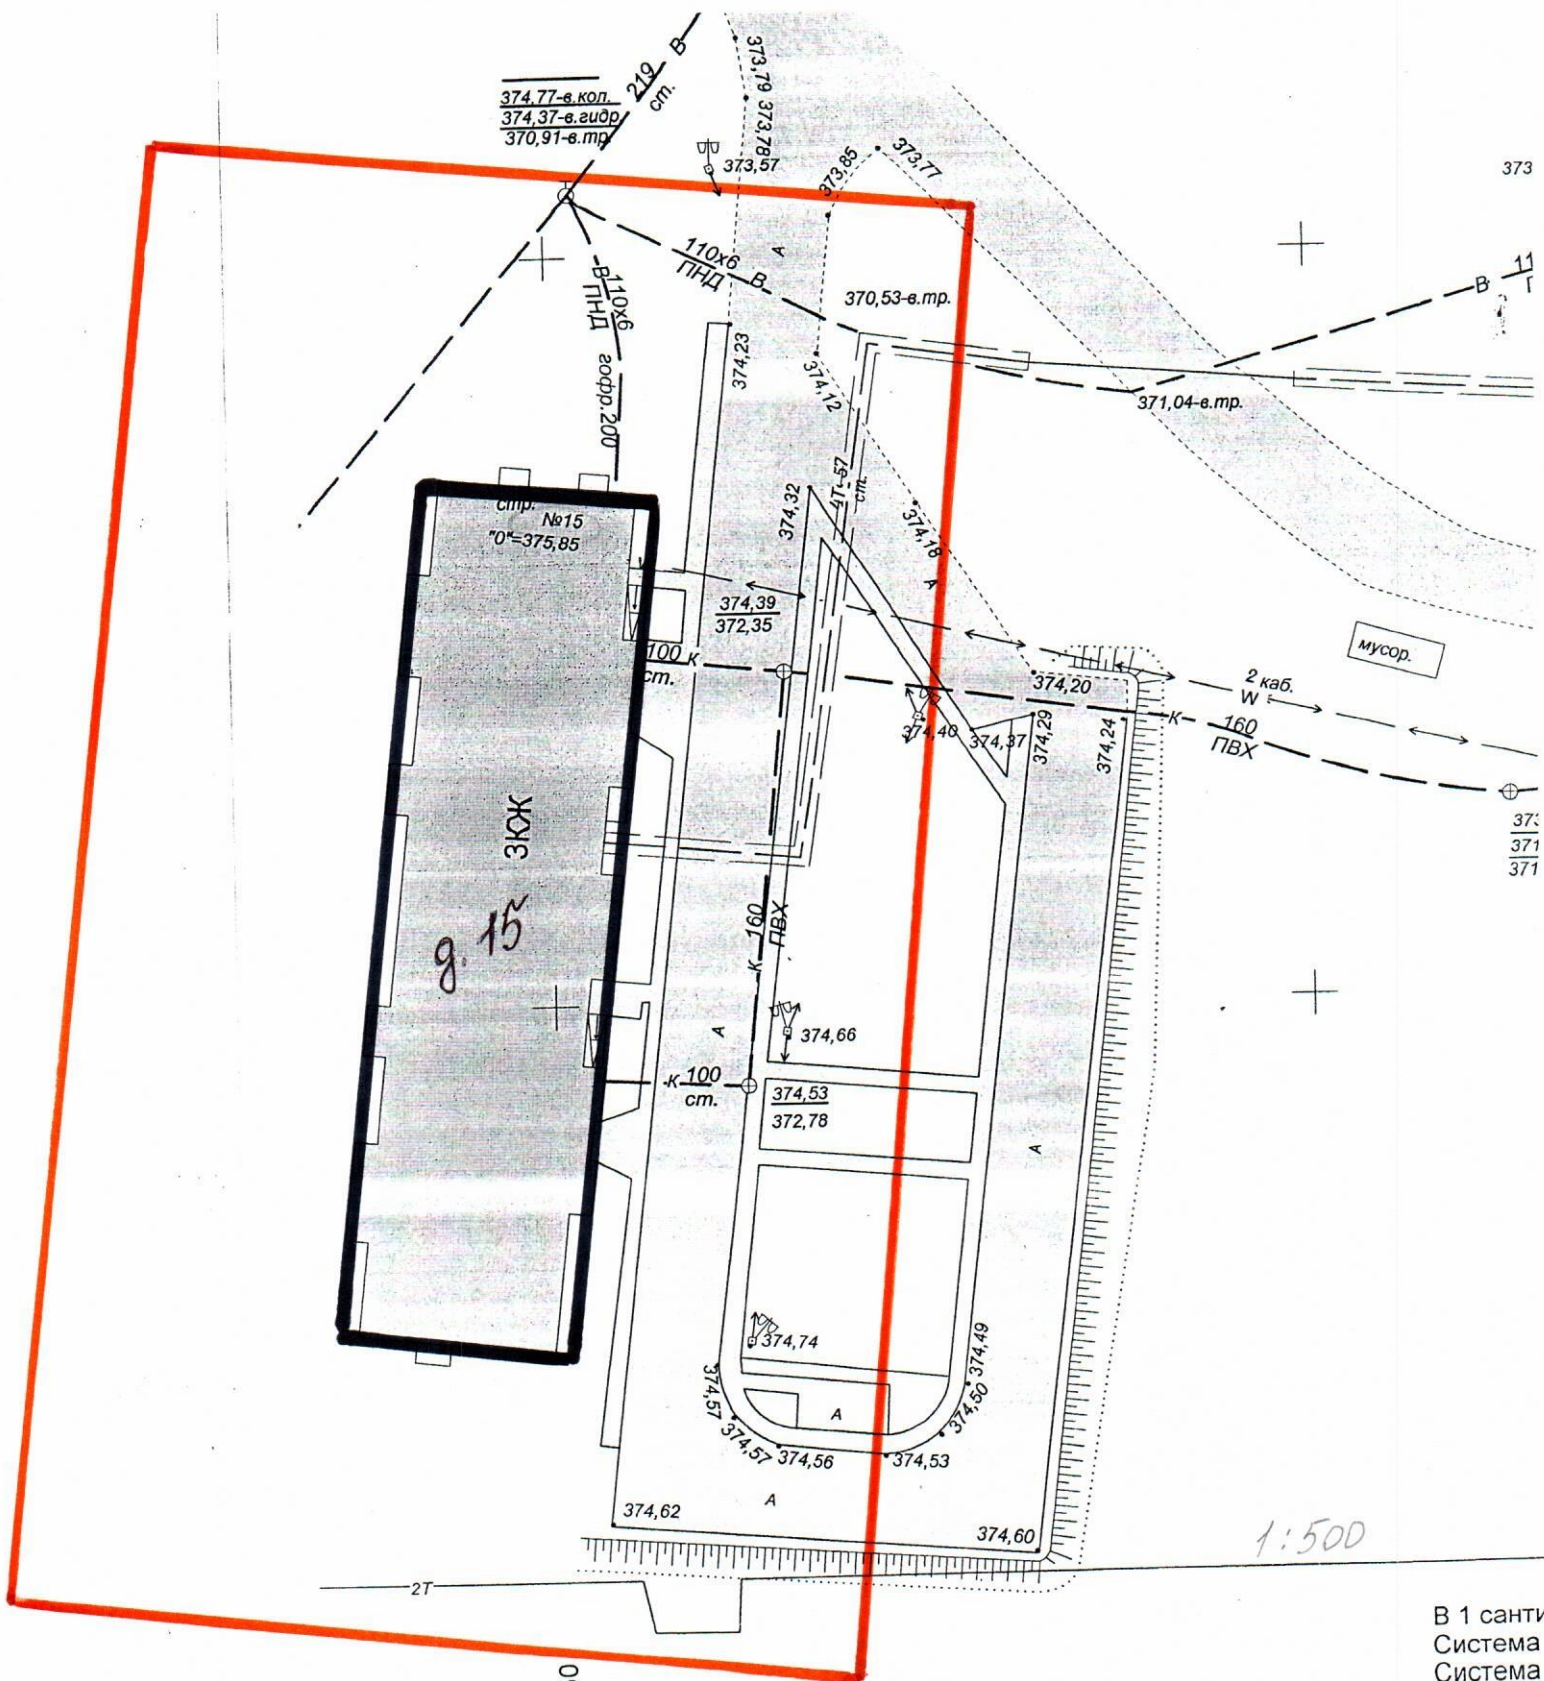 373,79
373,78
В
219
ст.
374,77-в.кол.
374,37-в.гидр.
370,91-в.тр.
373,57
373,85
373,77
373
А
110х6
ПНД
В
В
110х6
ПНД
гофр.200
370,53-в.тр.
В
11
374,23
374,12
371,04-в.тр.
374,32
4Т-57
ст.
374,18
А
стр.
№15
"0"=375,85
374,39
372,35
100 К
ст.
мусор.
2 каб.
W
374,20
374,29
374,24
К
160
ПВХ
374,40
374,37
373
371
371
3КЖ
д. 15
160
ПВХ
К
А
374,66
К 100
ст.
374,53
372,78
А
374,74
374,49
374,50
374,57
374,57
374,56
А
374,53
А
374,62
374,60
1:500
2Т
В 1 санти
Система
Система